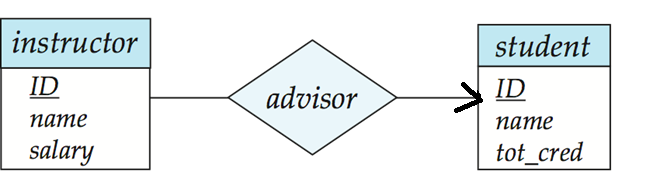 instructor
ID
name
salary
advisor
student
ID
name
tot_cred